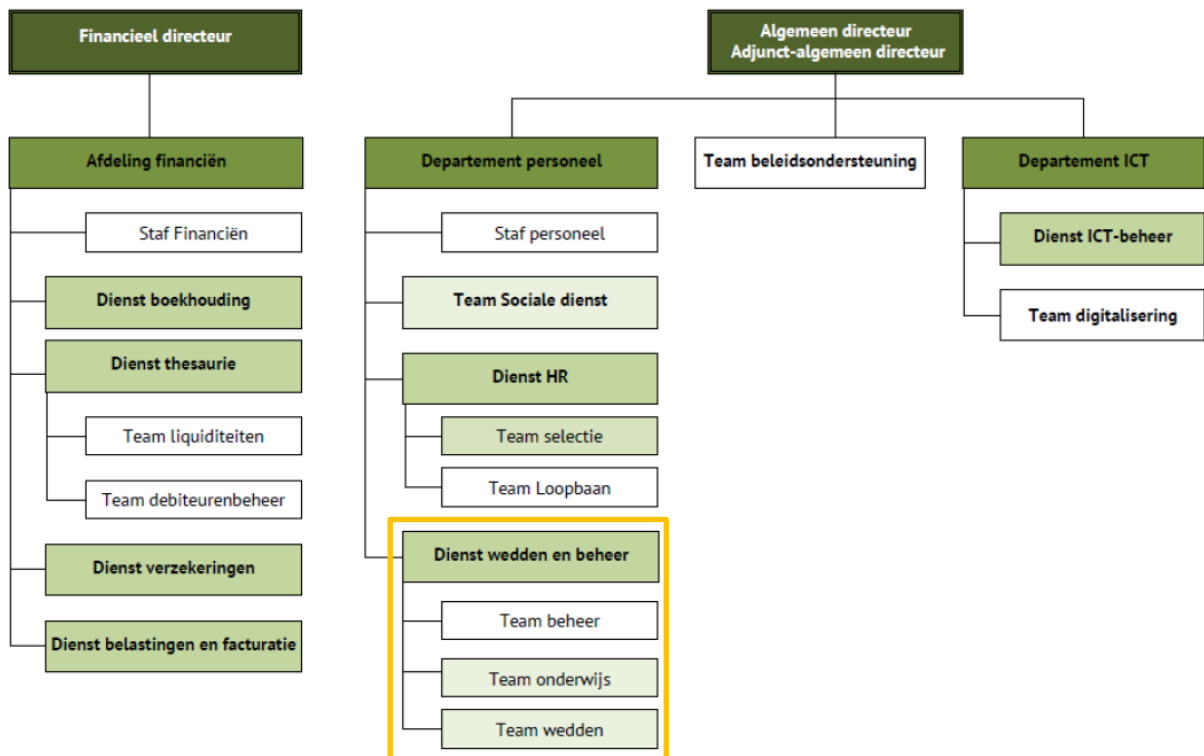 Financieel directeur
Algemeen directeur
Adjunct-algemeen directeur
Afdeling financiën
Departement personeel
Team beleidsondersteuning
Departement ICT
Staf Financiën
Dienst boekhouding
Dienst thesaurie
Team liquiditeiten
Team debiteurenbeheer
Dienst verzekeringen
Dienst belastingen en facturatie
Staf personeel
Team Sociale dienst
Dienst HR
Team selectie
Team Loopbaan
Dienst wedden en beheer
Team beheer
Team onderwijs
Team wedden
Dienst ICT-beheer
Team digitalisering